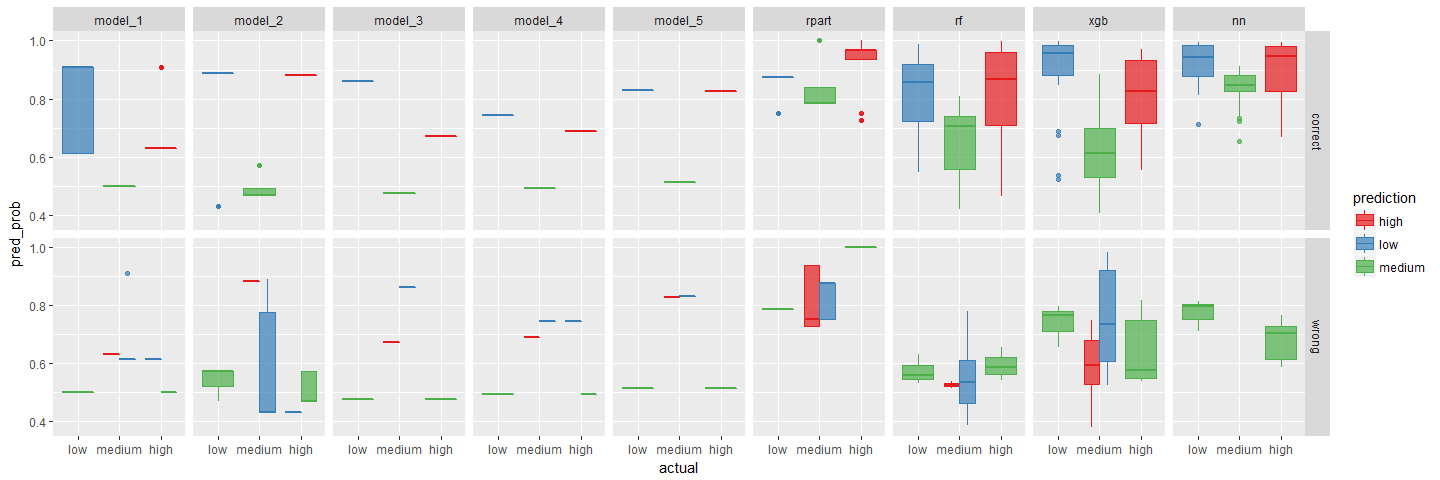 model_1 model_2 model_3 model_4 model_5 rpart rf xgb nn
1.0
0.8
0.6
0.4
correct
1.0
0.8
0.6
0.4
wrong
pred_prob
low medium high low medium high low medium high low medium high low medium high low medium high low medium high low medium high low medium high
actual
prediction
high
low
medium